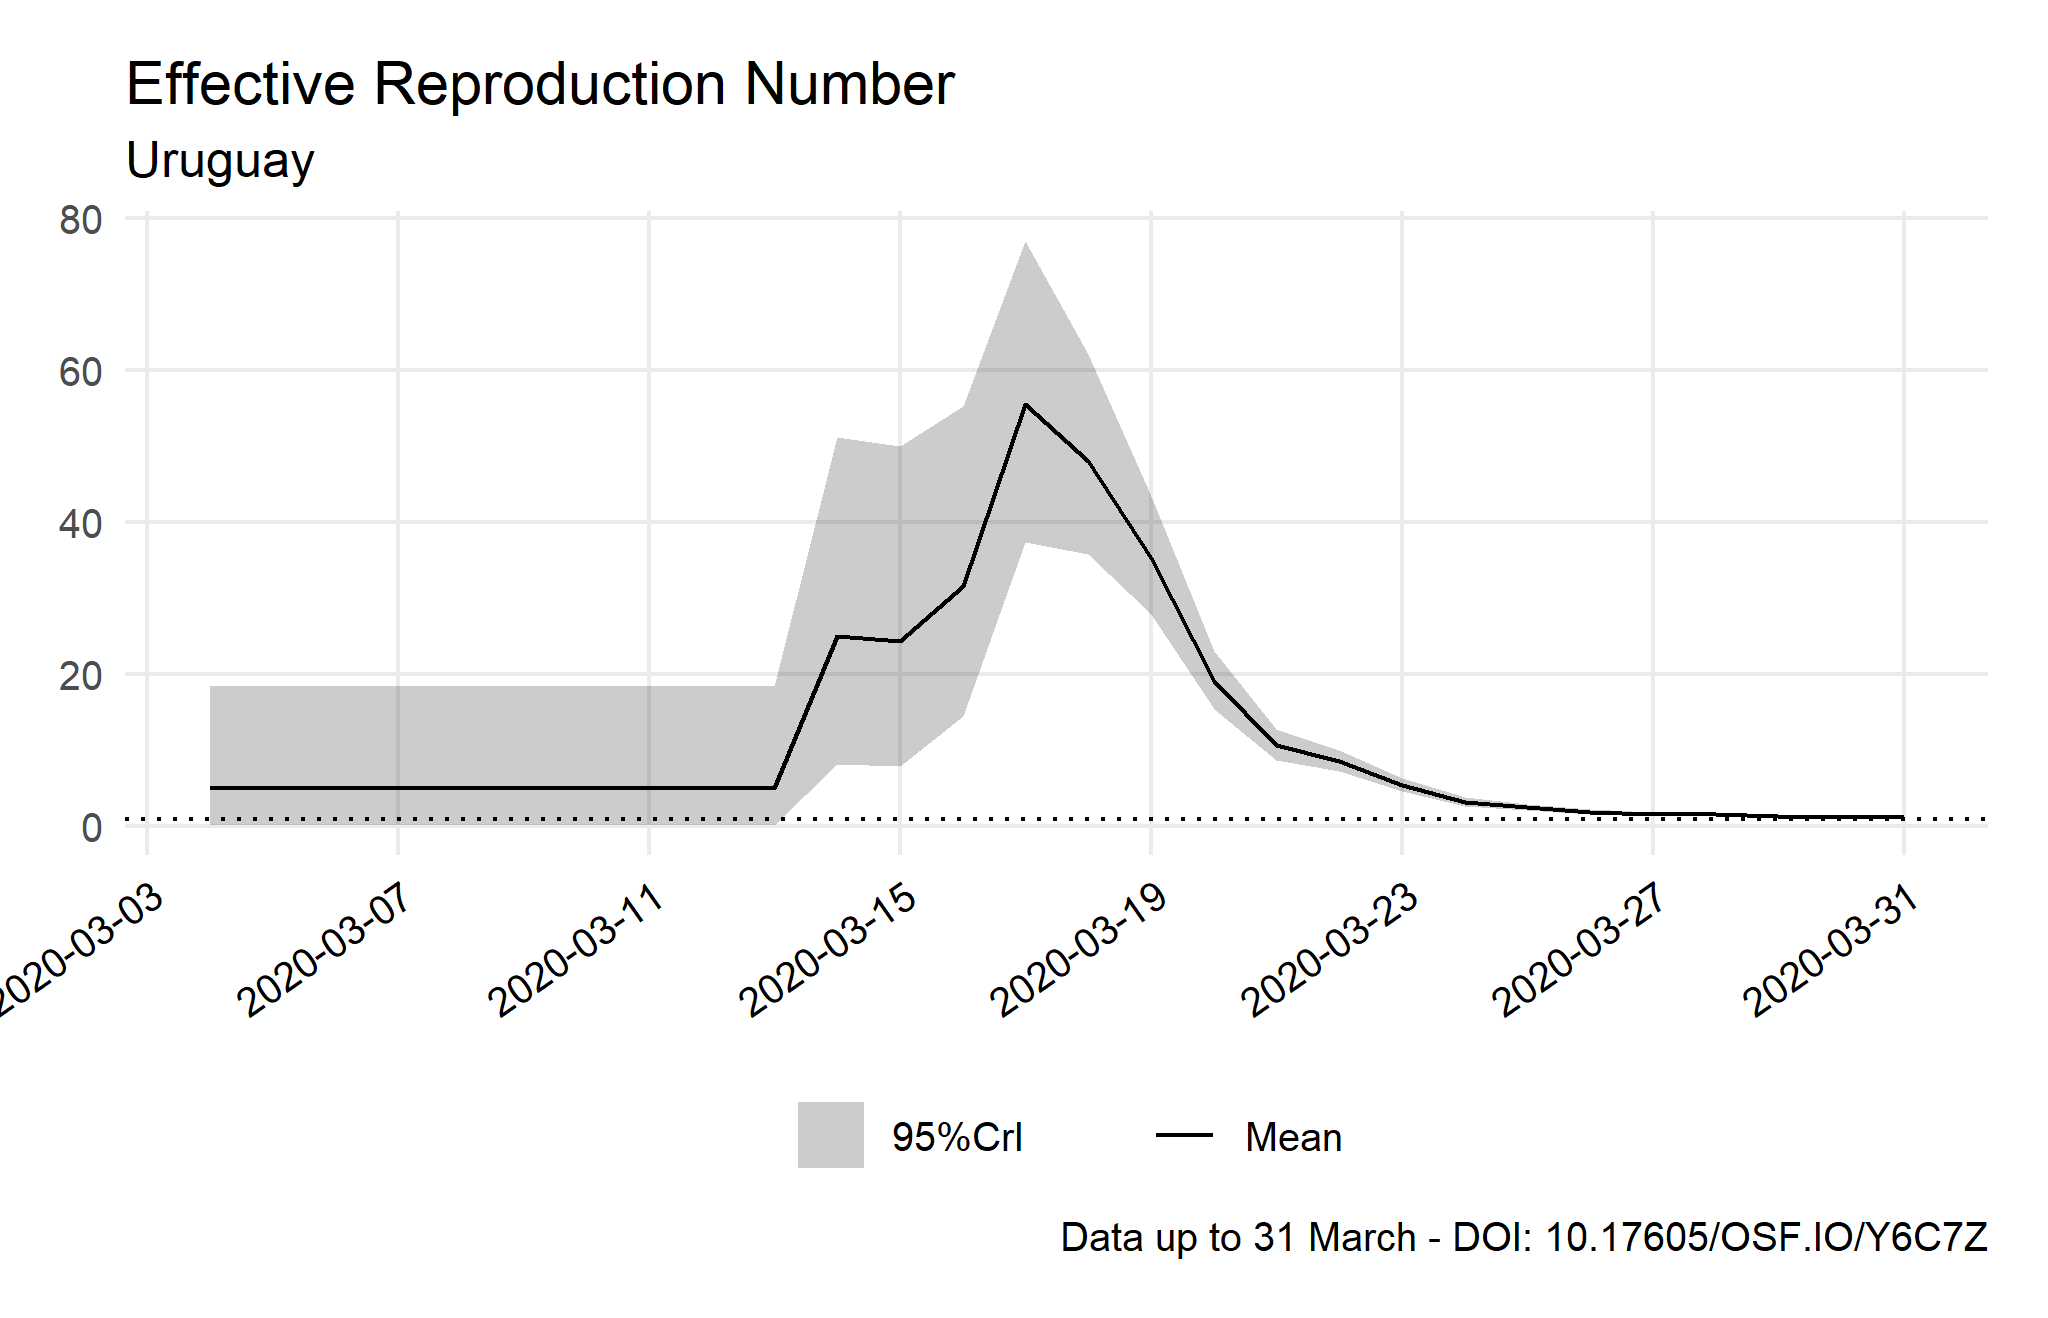 Effective Reproduction Number
Uruguay
80
60
40
20
0
2020-03-03
2020-03-07
2020-03-11
2020-03-15
2020-03-19
2020-03-23
2020-03-27
2020-03-31
95%CrI
Mean
Data up to 31 March - DOI: 10.17605/OSF.IO/Y6C7Z